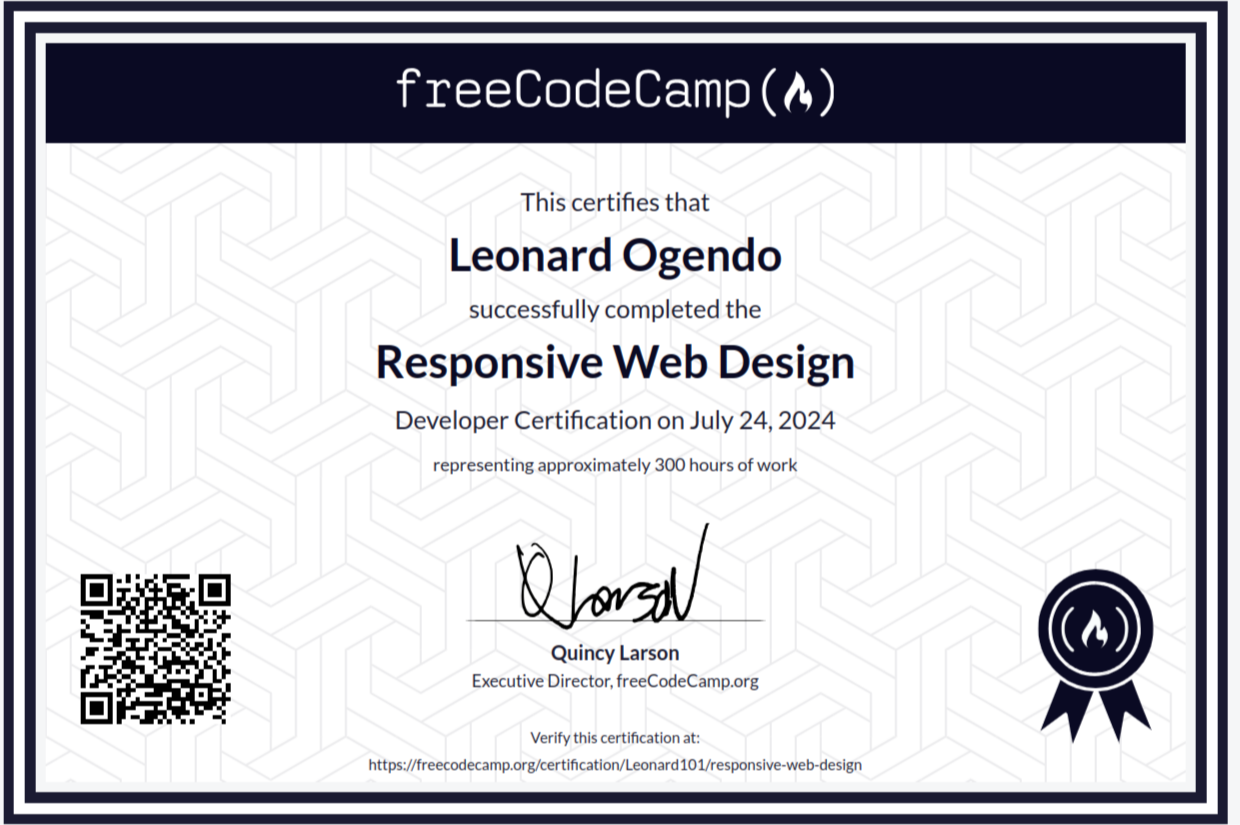 freeCodeCamp(🔥)
This certifies that
Leonard Ogendo
successfully completed the
Responsive Web Design
Developer Certification on July 24, 2024
representing approximately 300 hours of work
QLarson
Quincy Larson
Executive Director, freeCodeCamp.org
Verify this certification at:
https://freecodecamp.org/certification/Leonard101/responsive-web-design